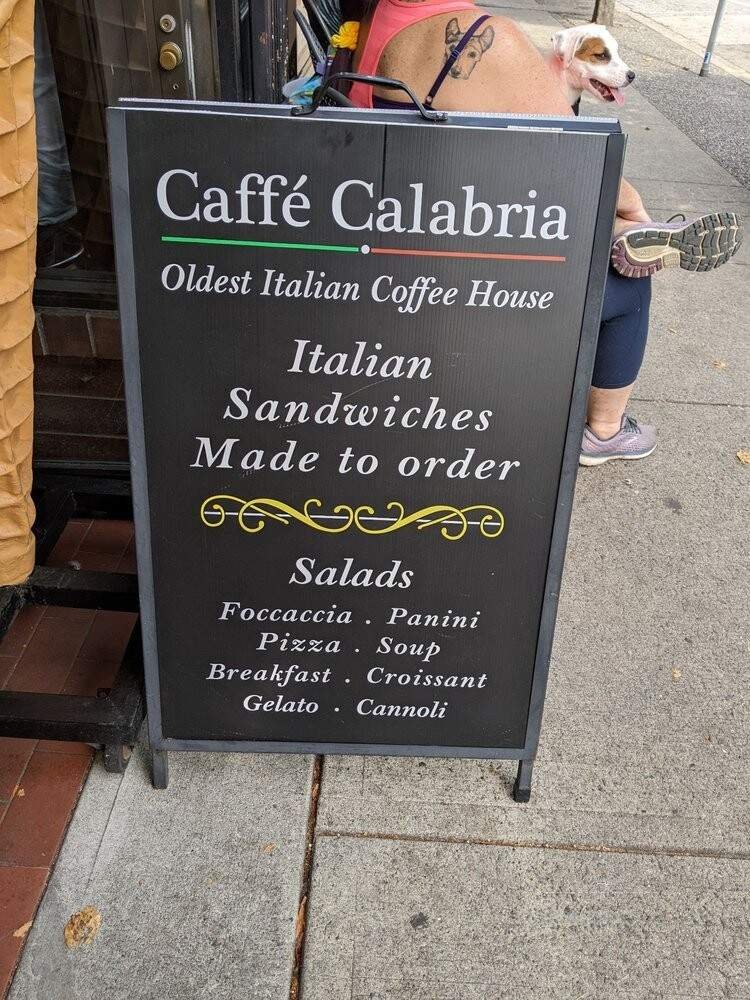 Caffé Calabria
Oldest Italian Coffee House
Italian
Sandwiches
Made to order
Salads
Foccaccia . Panini
Pizza . Soup
Breakfast . Croissant
Gelato . Cannoli